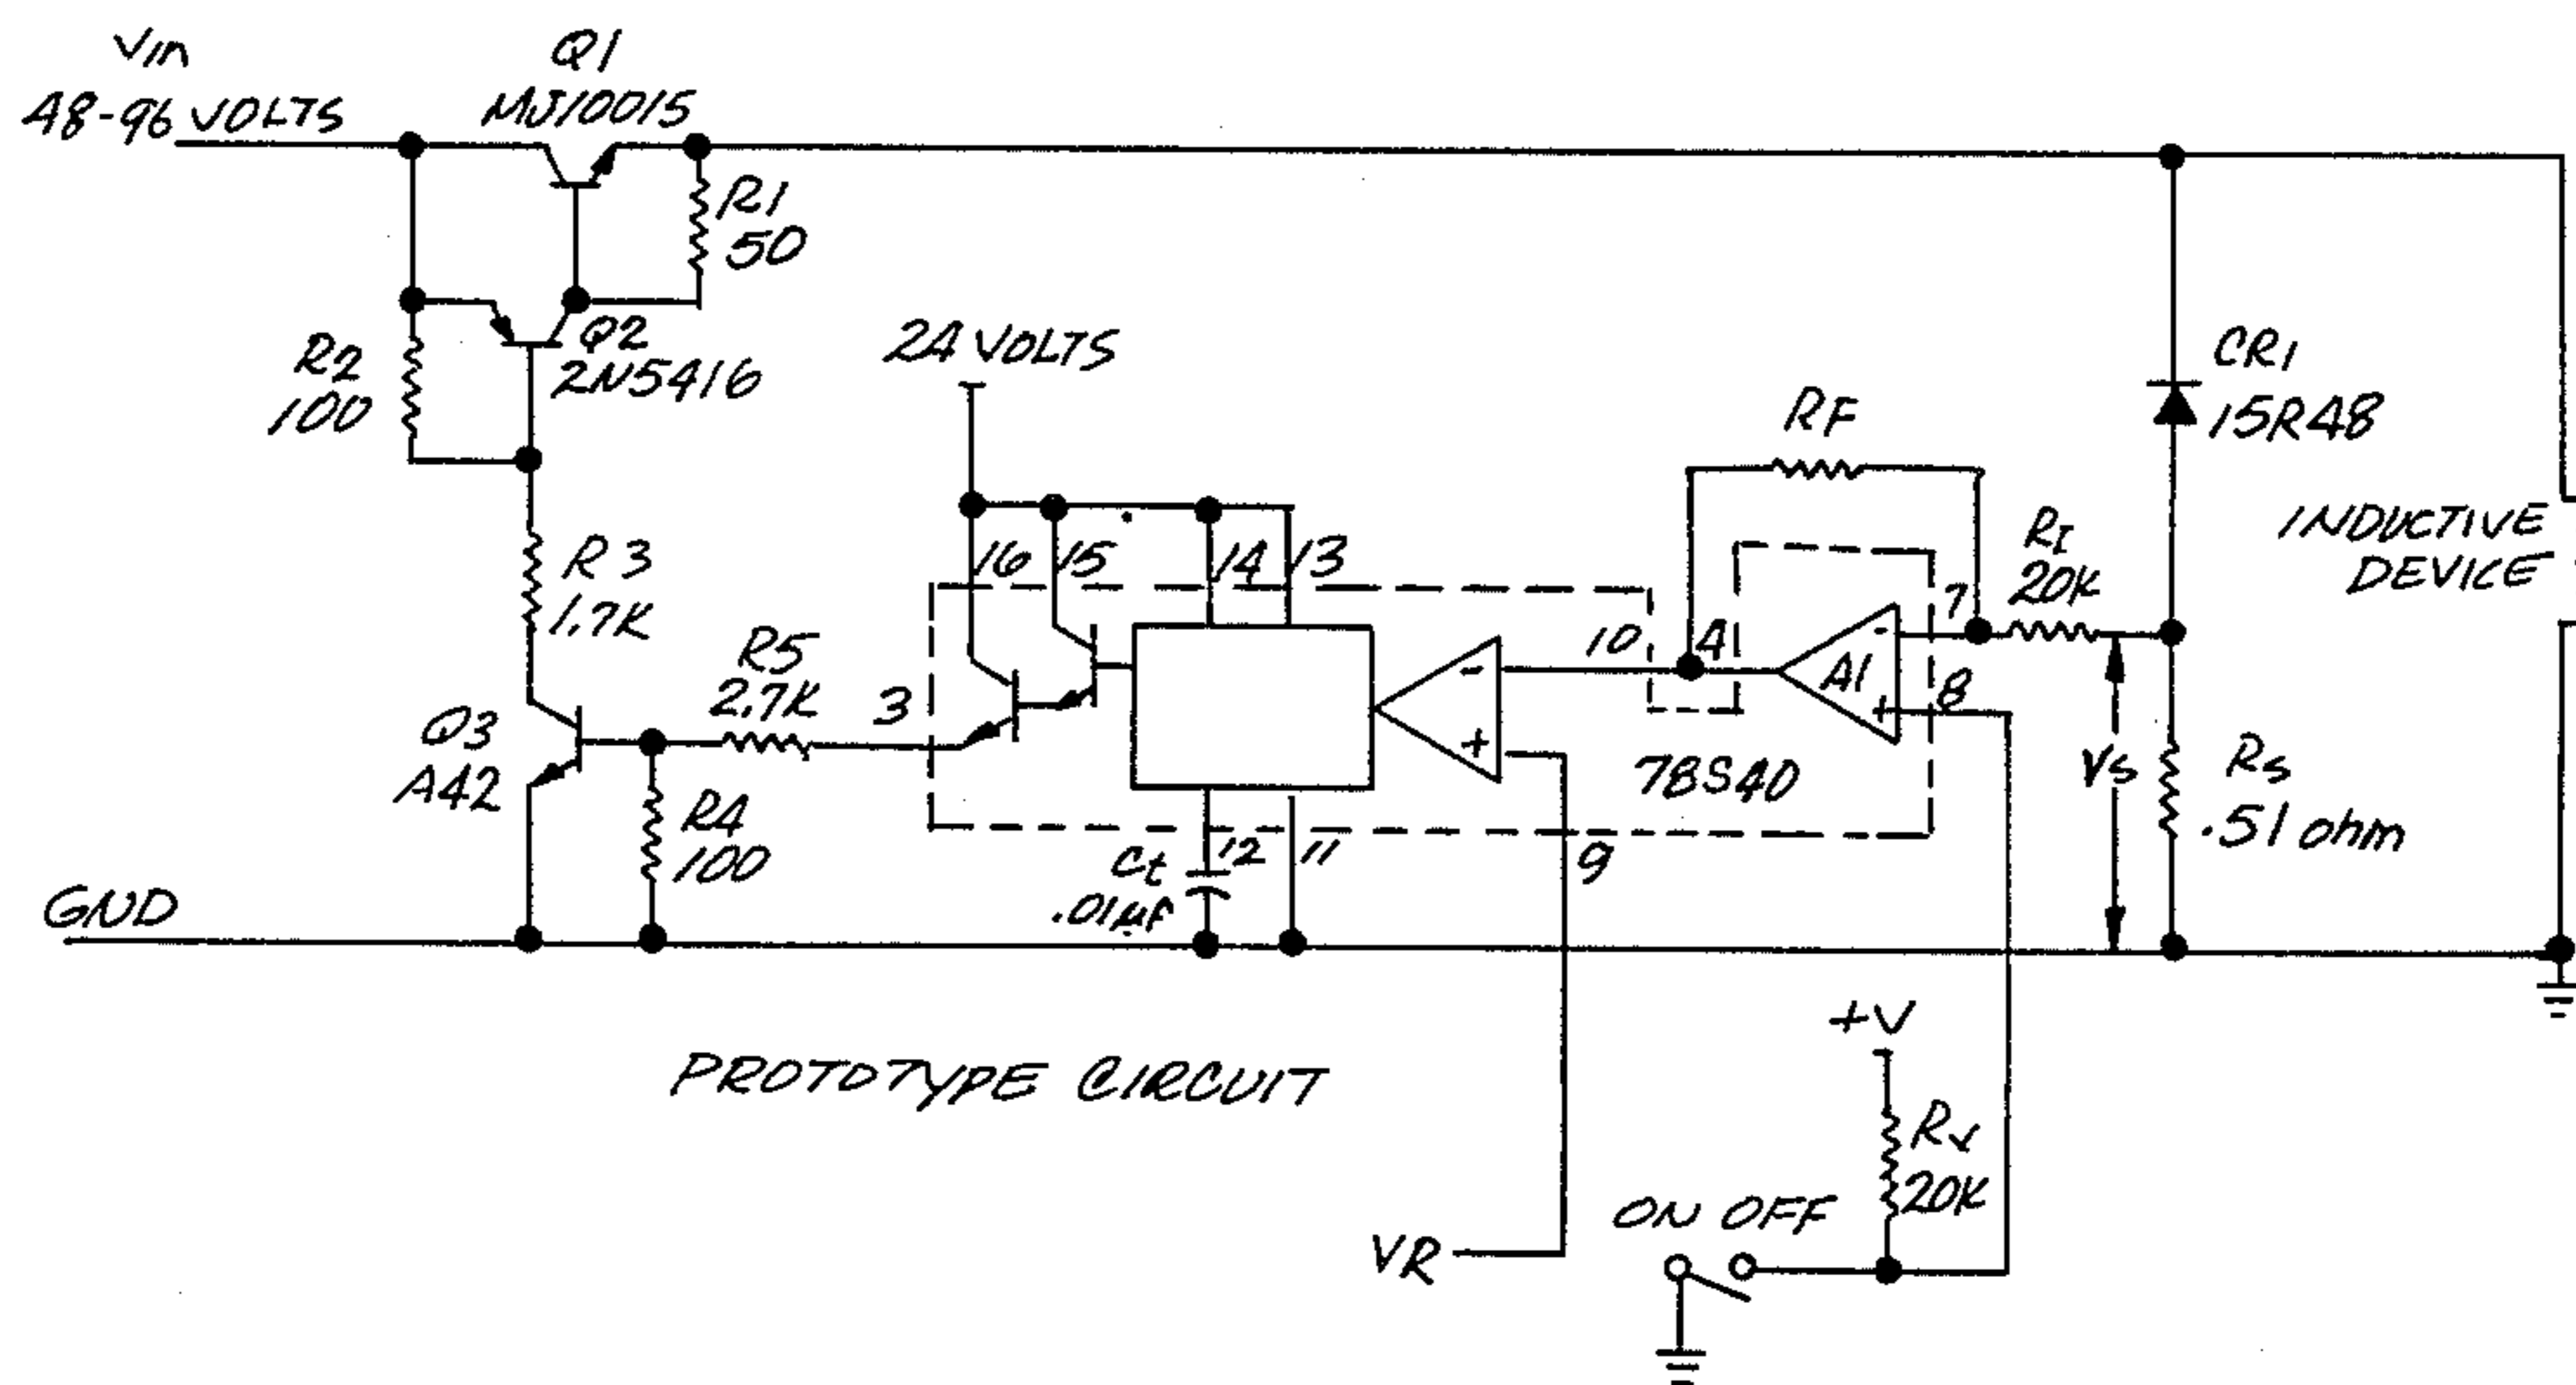 Vin
48-96 VOLTS
Q1
MJ10015
R1
50
Q2
2N5416
R2
100
24 VOLTS
CR1
15R48
RF
INDUCTIVE
DEVICE
R3
1.7K
16
15
14
13
RI
20K
7
10
4
R5
2.7K
3
A1
-
+
-
+
8
Q3
A42
78S40
Vs
Rs
.51 ohm
R4
100
Ct
.01µf
12
11
9
GND
+V
PROTOTYPE CIRCUIT
20K
ON OFF
VR